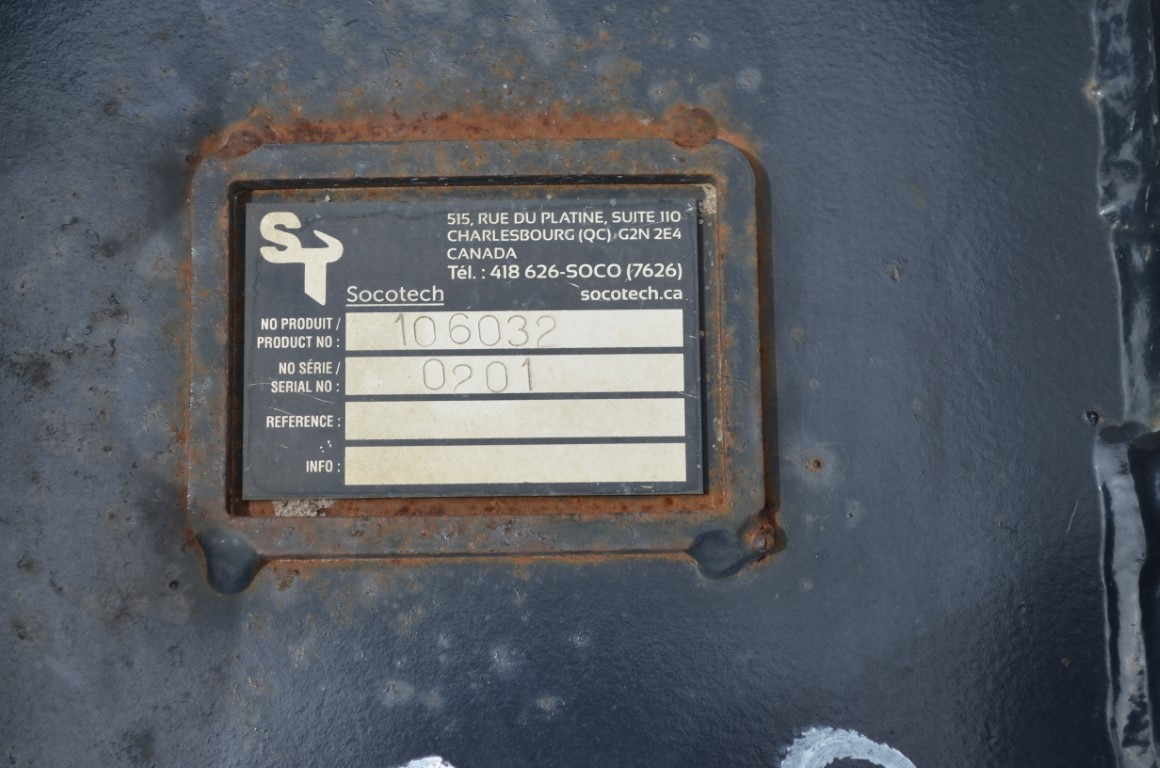 ST
515, RUE DU PLATINE, SUITE 110
CHARLESBOURG (QC) G2N 2E4
CANADA
Tél. : 418 626-SOCO (7626)
Socotech socotech.ca
NO PRODUIT /
PRODUCT NO : 106032
NO SÉRIE /
SERIAL NO : 0201
REFERENCE :
INFO :